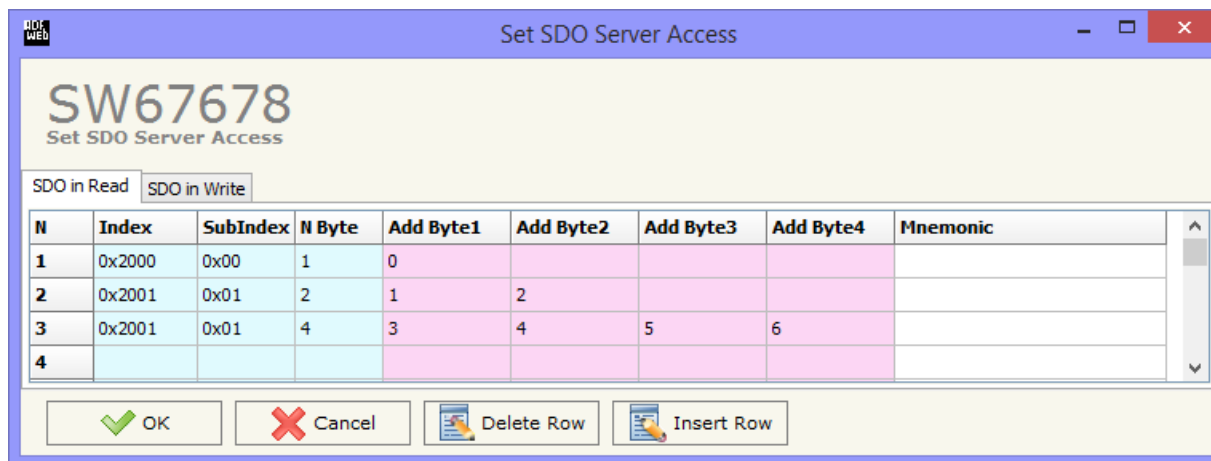 ADF
WEB
Set SDO Server Access
SW67678
Set SDO Server Access
SDO in Read SDO in Write
N Index SubIndex N Byte Add Byte1 Add Byte2 Add Byte3 Add Byte4 Mnemonic
1 0x2000 0x00 1 0
2 0x2001 0x01 2 1 2
3 0x2001 0x01 4 3 4 5 6
4
OK Cancel Delete Row Insert Row